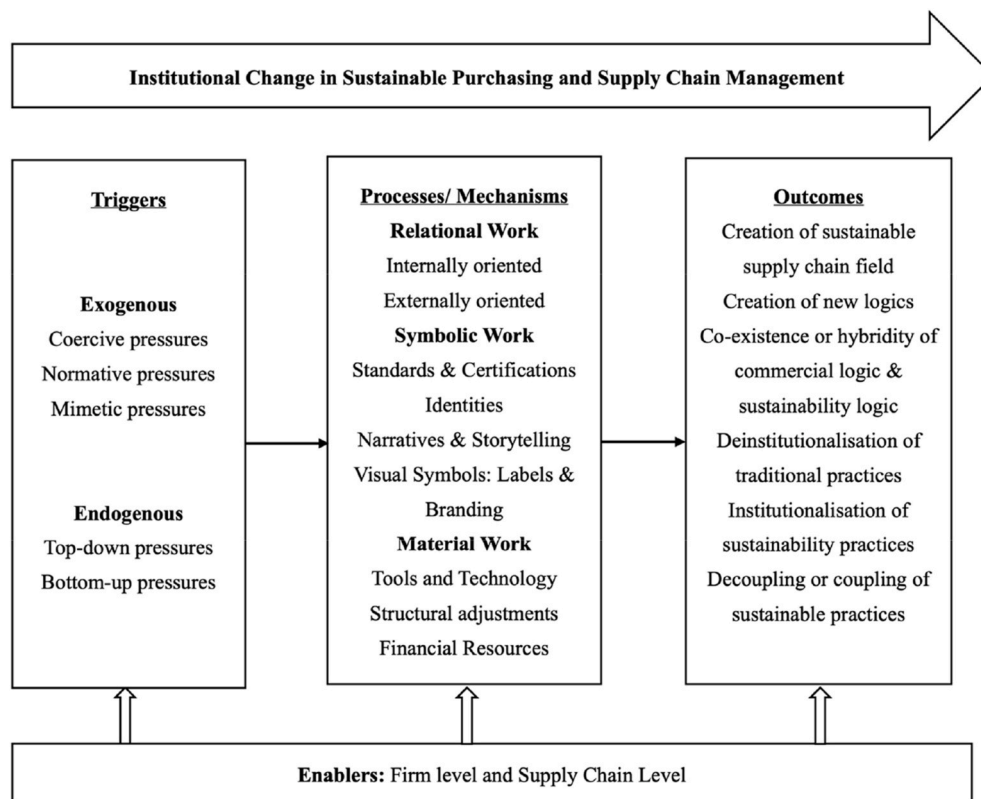 Institutional Change in Sustainable Purchasing and Supply Chain Management
Triggers
Exogenous
Coercive pressures
Normative pressures
Mimetic pressures
Endogenous
Top-down pressures
Bottom-up pressures
Processes/ Mechanisms
Relational Work
Internally oriented
Externally oriented
Symbolic Work
Standards & Certifications
Identities
Narratives & Storytelling
Visual Symbols: Labels &
Branding
Material Work
Tools and Technology
Structural adjustments
Financial Resources
Outcomes
Creation of sustainable
supply chain field
Creation of new logics
Co-existence or hybridity of
commercial logic &
sustainability logic
Deinstitutionalisation of
traditional practices
Institutionalisation of
sustainability practices
Decoupling or coupling of
sustainable practices
Enablers: Firm level and Supply Chain Level